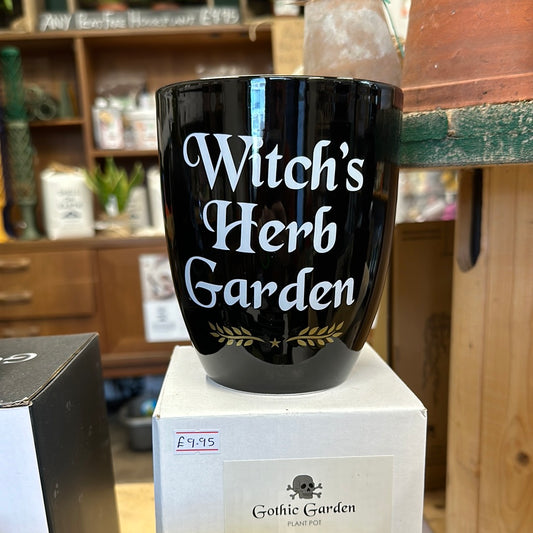 Witch's
Herb
Garden
£9.95
Gothic Garden
PLANT POT